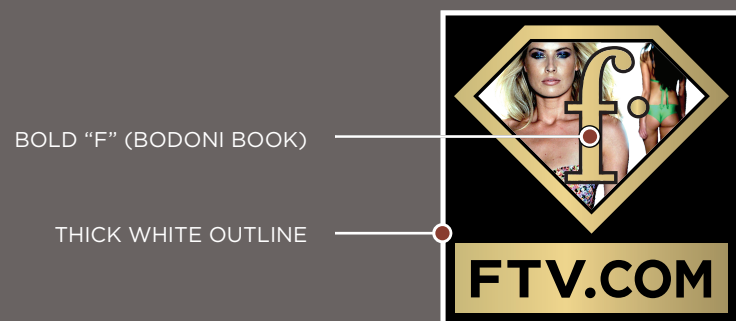 f
BOLD “F” (BODONI BOOK)
THICK WHITE OUTLINE
FTV.COM